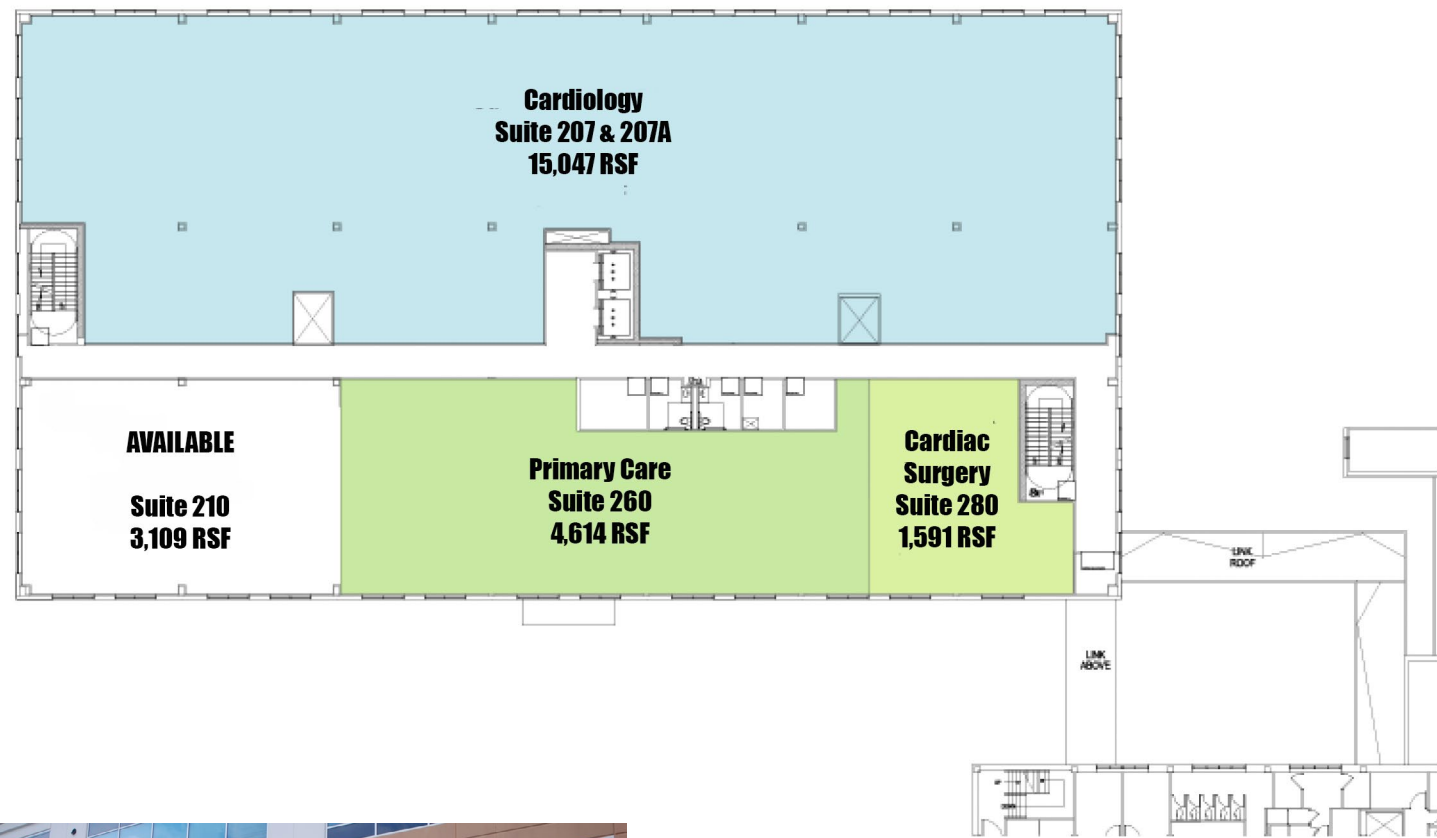 Cardiology
Suite 207 & 207A
15,047 RSF
AVAILABLE
Suite 210
3,109 RSF
Primary Care
Suite 260
4,614 RSF
Cardiac
Surgery
Suite 280
1,591 RSF
LINK
ROOF
LINK
ABOVE